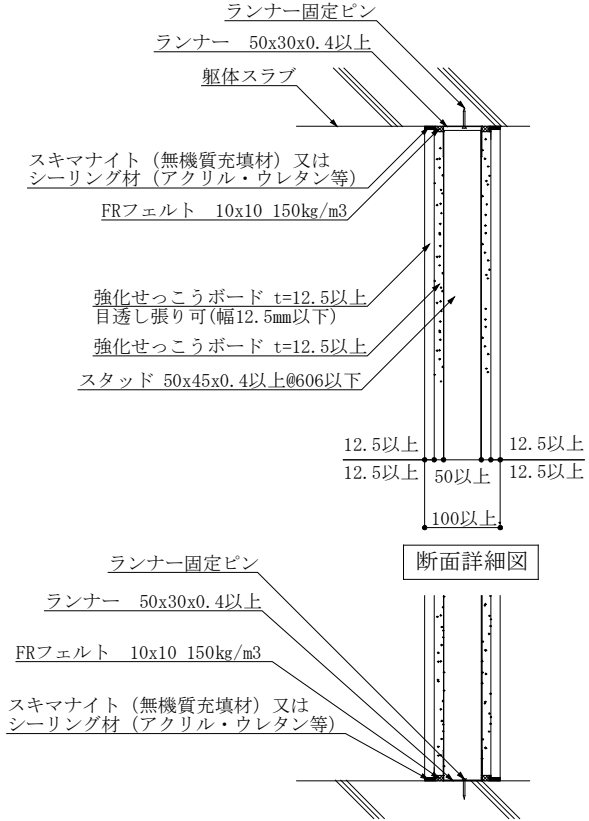 ランナー固定ピン
ランナー 50x30x0.4以上
躯体スラブ
スキマナイト（無機質充填材）又は
シーリング材（アクリル・ウレタン等）
FRフェルト 10x10 150kg/m3
強化せっこうボード t=12.5以上
目透し張り可(幅12.5mm以下)
強化せっこうボード t=12.5以上
スタッド 50x45x0.4以上@606以下
12.5以上 12.5以上
12.5以上 50以上 12.5以上
100以上
断面詳細図
ランナー固定ピン
ランナー 50x30x0.4以上
FRフェルト 10x10 150kg/m3
スキマナイト（無機質充填材）又は
シーリング材（アクリル・ウレタン等）